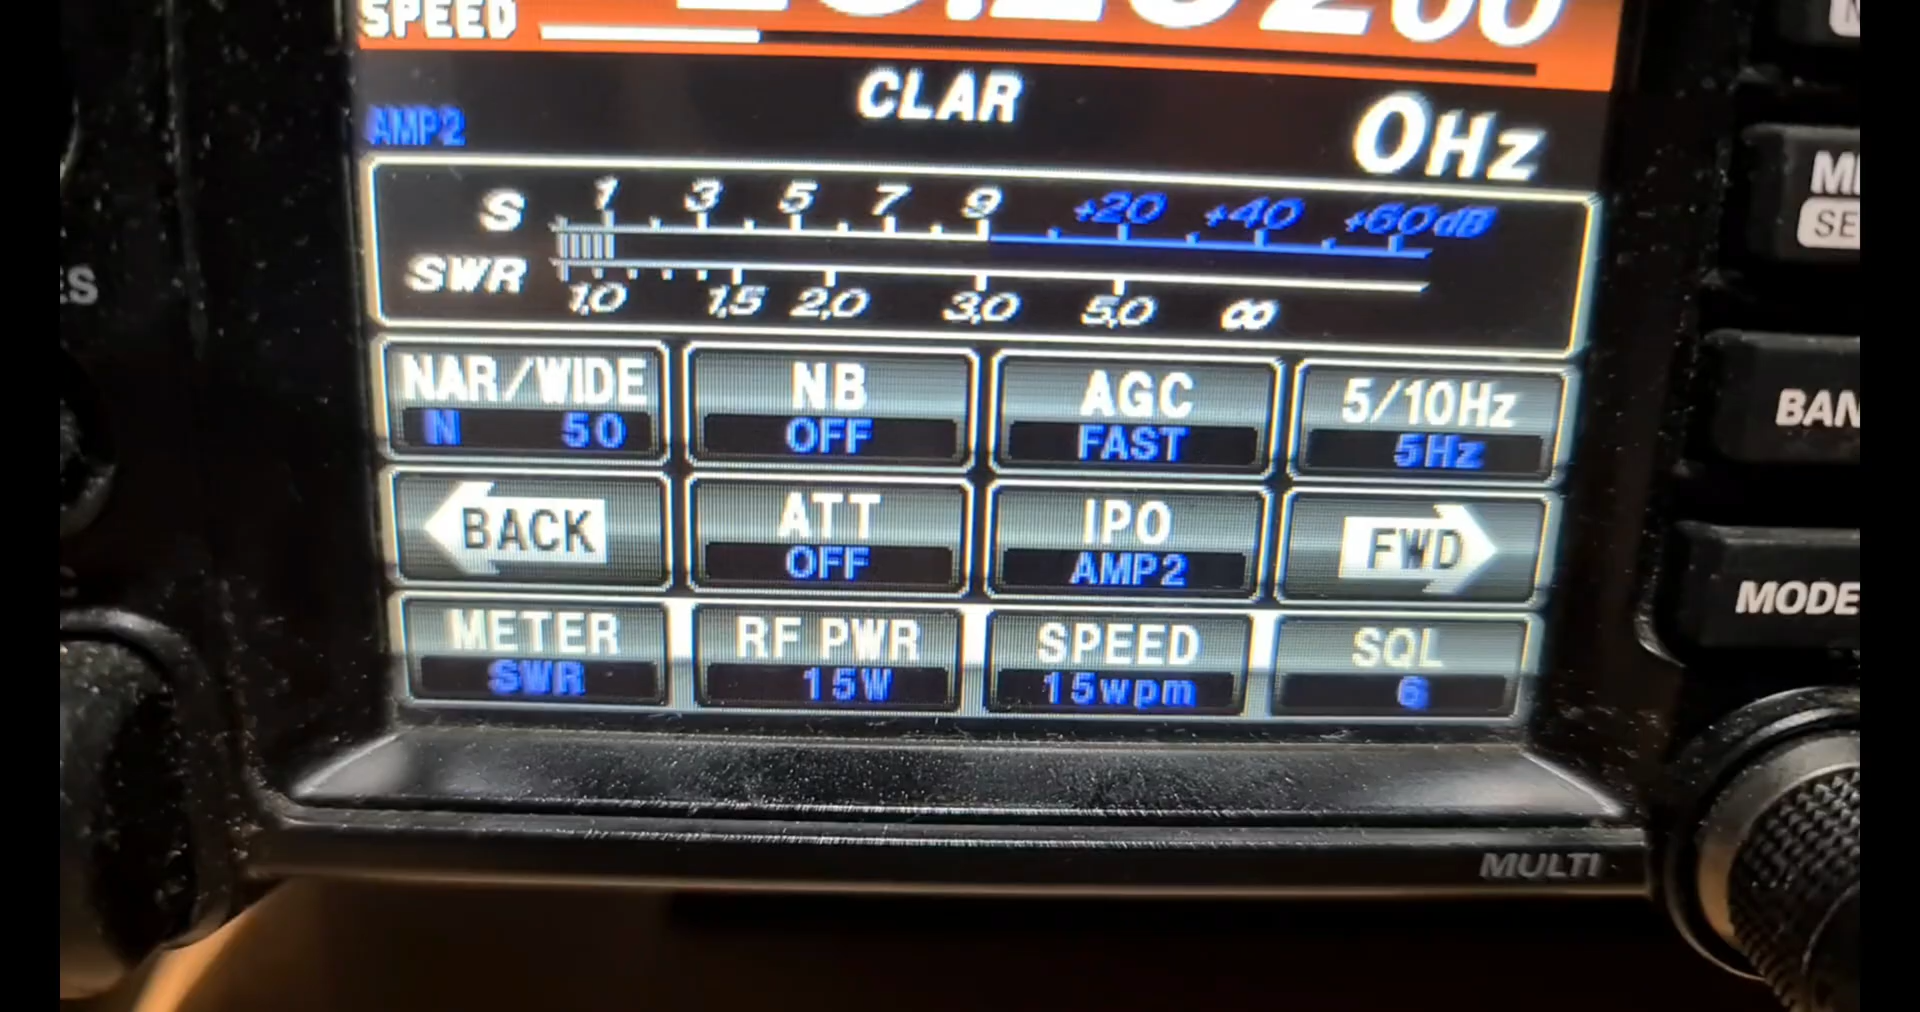 SPEED
CLAR
0Hz
AMP2
S 1 3 5 7 9 +20 +40 +60dB
SWR 1.0 1.5 2.0 3.0 5.0 ∞
NAR/WIDE NB AGC 5/10Hz
N 50 OFF FAST 5Hz
BACK ATT IPO FWD
OFF AMP2
METER RF PWR SPEED SQL
SWR 15W 15wpm 6
MODE
MULTI